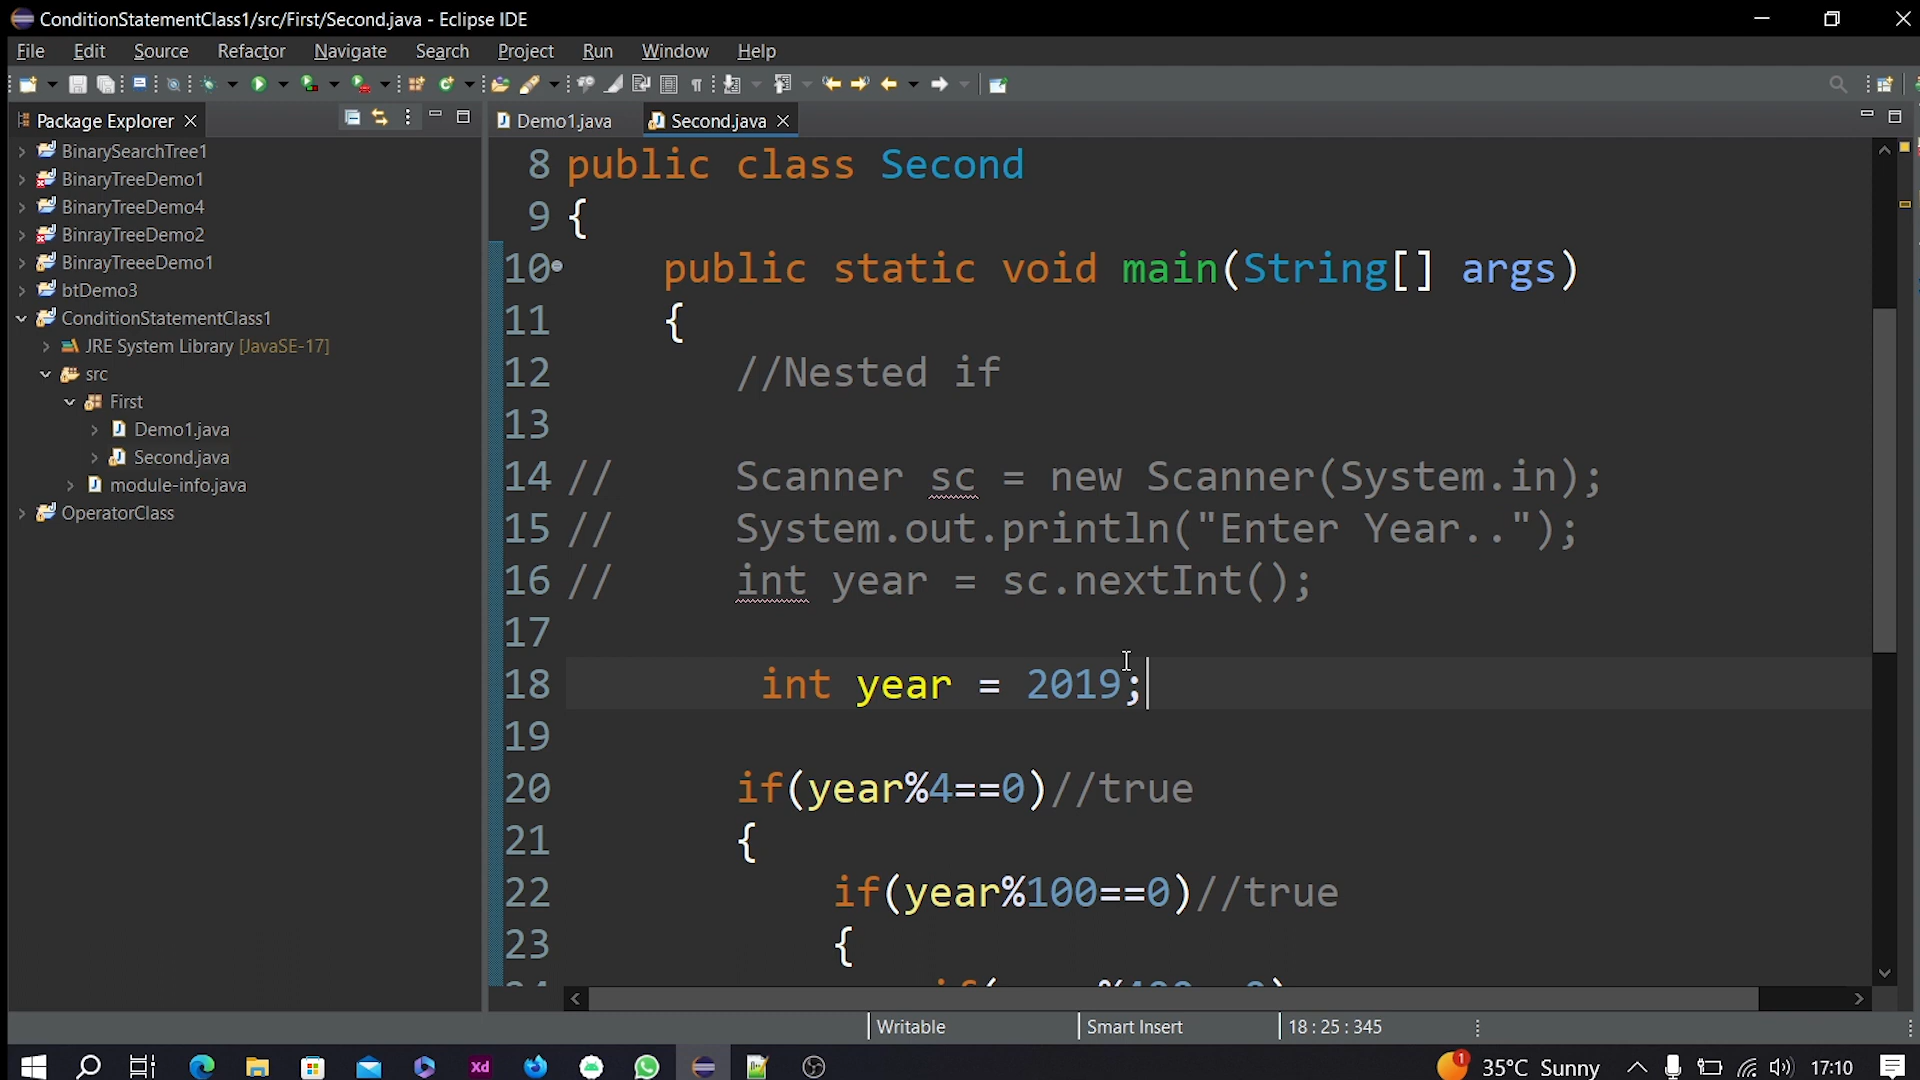 ConditionStatementClass1/src/First/Second.java - Eclipse IDE
File Edit Source Refactor Navigate Search Project Run Window Help
Package Explorer
Demo1.java Second.java
BinarySearchTree1
BinaryTreeDemo1
BinaryTreeDemo4
BinrayTreeDemo2
BinrayTreeeDemo1
btDemo3
ConditionStatementClass1
JRE System Library [JavaSE-17]
src
First
Demo1.java
Second.java
module-info.java
OperatorClass
8 public class Second
9 {
10 public static void main(String[] args)
11 {
12 //Nested if
13
14 // Scanner sc = new Scanner(System.in);
15 // System.out.println("Enter Year..");
16 // int year = sc.nextInt();
17
18 int year = 2019;
19
20 if(year%4==0)//true
21 {
22 if(year%100==0)//true
23 {
Writable Smart Insert 18 : 25 : 345
Xd 1 35°C Sunny 17:10